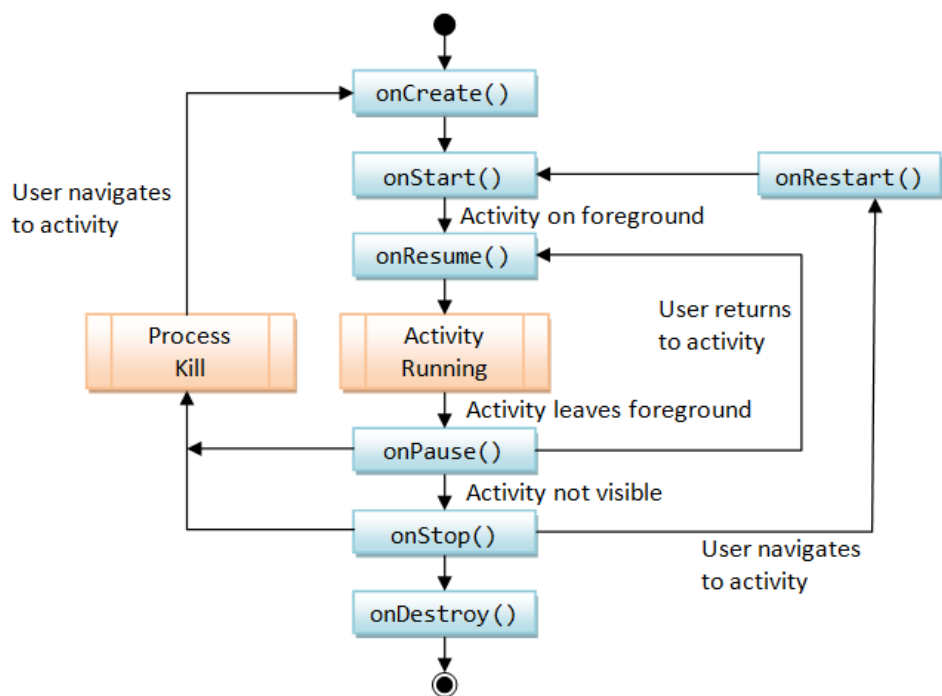 onCreate()
onStart()
onRestart()
User navigates
to activity
Activity on foreground
onResume()
User returns
to activity
Process
Kill
Activity
Running
Activity leaves foreground
onPause()
Activity not visible
onStop()
User navigates
to activity
onDestroy()